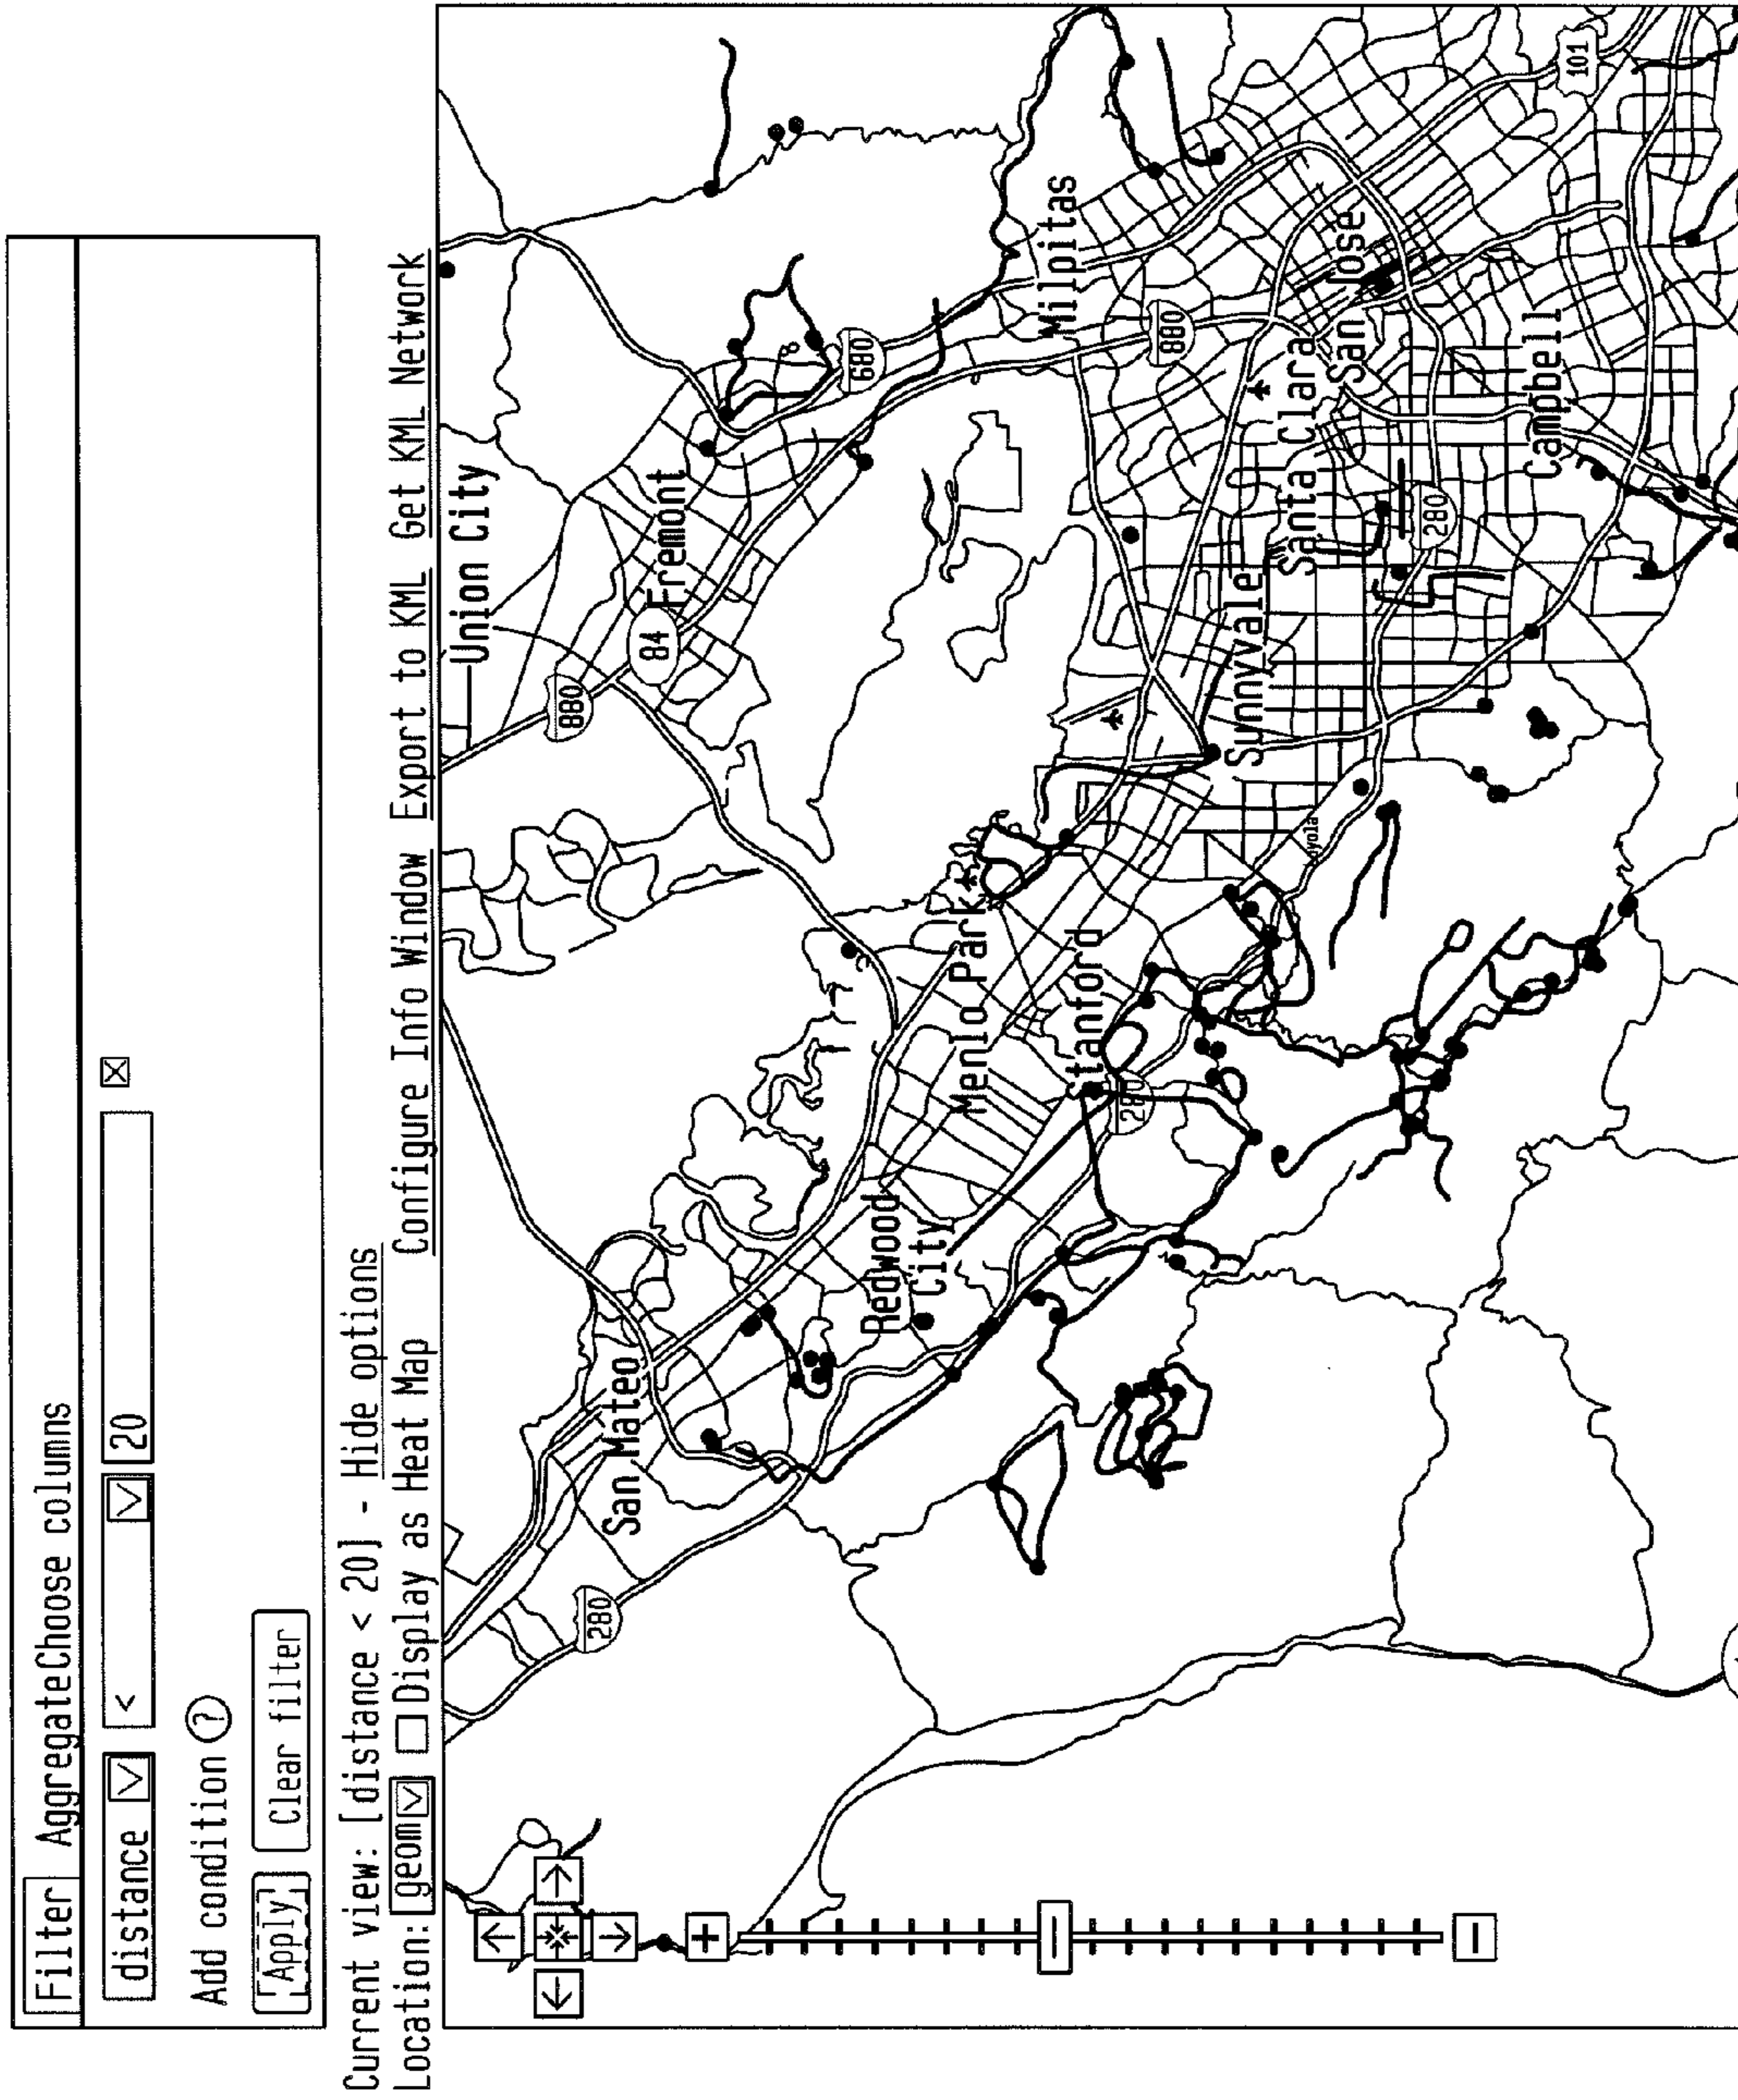 Filter AggregateChoose columns
distance < 20
Add condition ?
Apply Clear filter
Current view: [distance < 20] - Hide options
Location: geom Display as Heat Map Configure Info Window Export to KML Get KML Network
Union City
880
84
Fremont
680
San Mateo
280
Redwood
City
Menlo Park
Stanford
280
Milpitas
880
Sunnyvale
Santa Clara
San Jose
280
Campbell
101